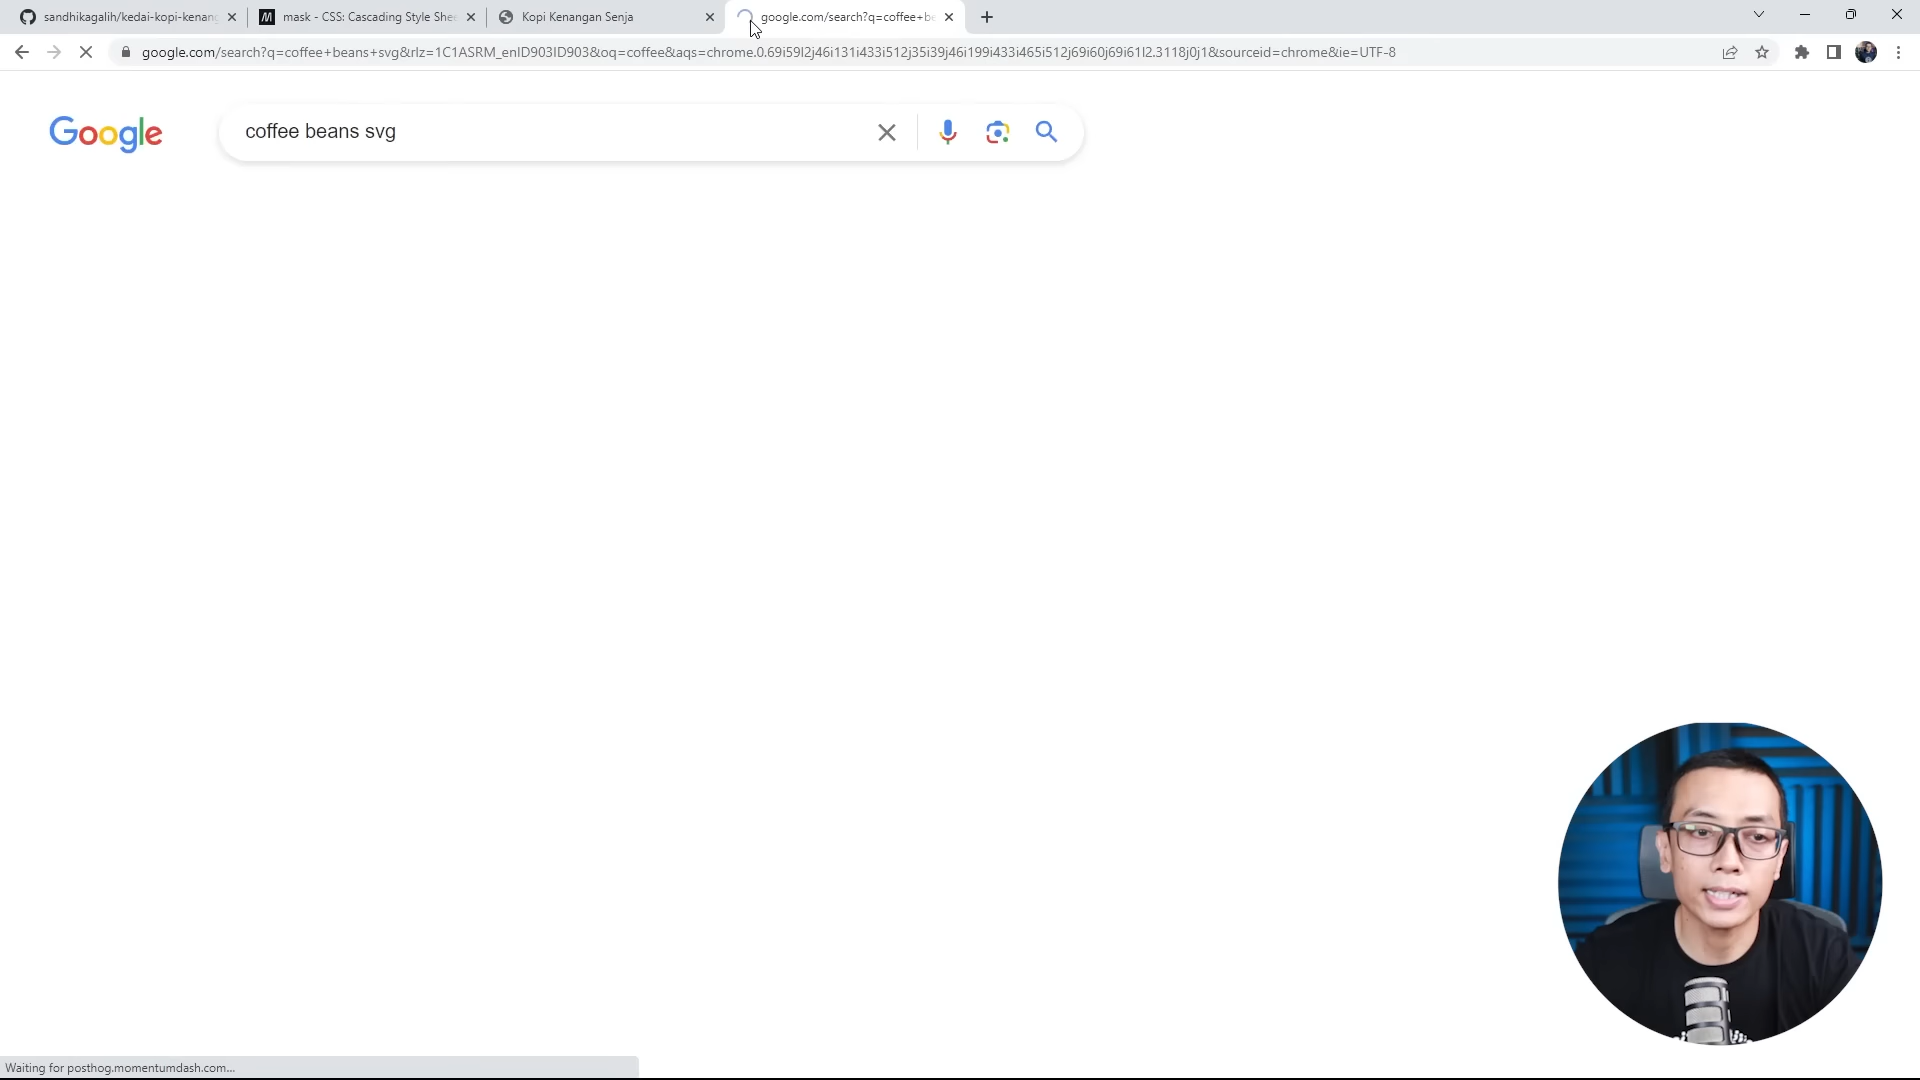 sandhikagalih/kedai-kopi-kenang
mask - CSS: Cascading Style Shee
Kopi Kenangan Senja
google.com/search?q=coffee+be
google.com/search?q=coffee+beans+svg&rlz=1C1ASRM_enID903ID903&oq=coffee&aqs=chrome.0.69i59l2j46i131i433i512j35i39j46i199i433i465i512j69i60j69i61l2.3118j0j1&sourceid=chrome&ie=UTF-8
Google
coffee beans svg
Waiting for posthog.momentumdash.com...